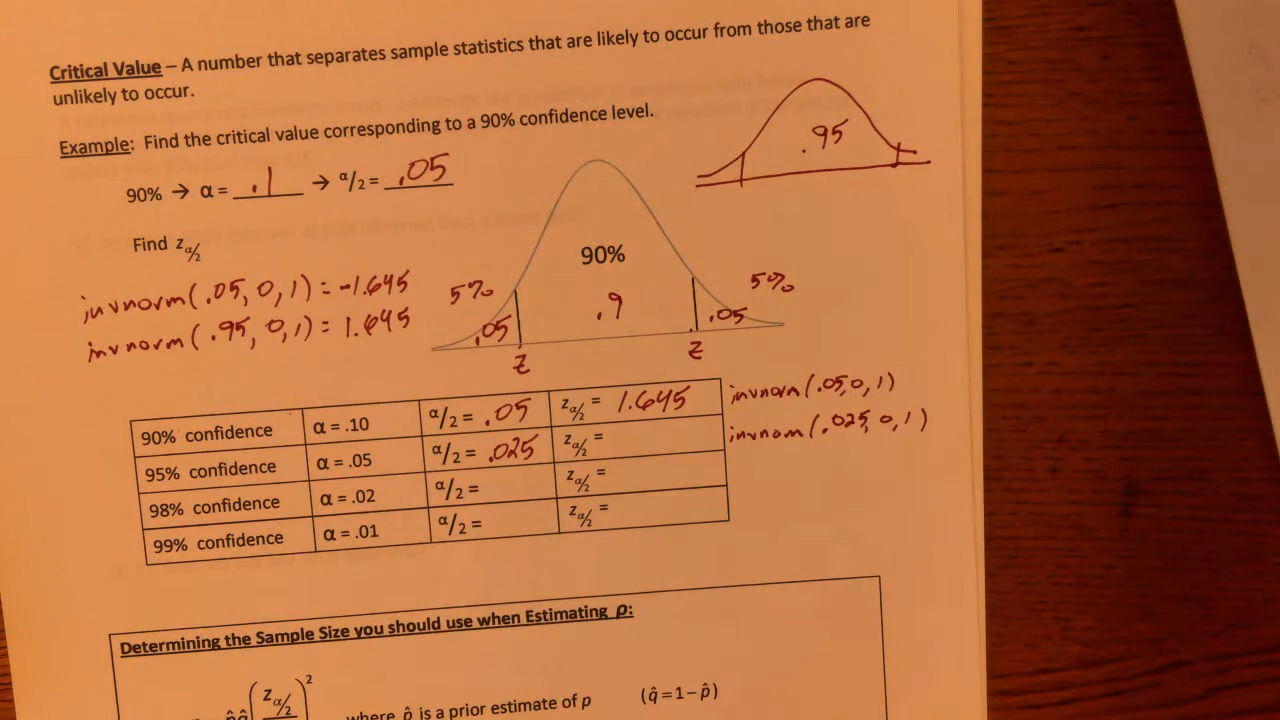 Critical Value – A number that separates sample statistics that are likely to occur from those that are
unlikely to occur.
Example: Find the critical value corresponding to a 90% confidence level.
.95
90% → α = .1 → α/2 = .05
Find zα/2
90%
invnorm(.05, 0, 1) = -1.645
invnorm(.95, 0, 1) = 1.645
5%
.9
5%
.05
.05
z
z
90% confidence α = .10 α/2 = .05 zα/2 = 1.645 invnorm(.05,0,1)
95% confidence α = .05 α/2 = .025 zα/2 = invnom(.025, 0,1)
98% confidence α = .02 α/2 = zα/2 =
99% confidence α = .01 α/2 = zα/2 =
Determining the Sample Size you should use when Estimating ρ:
p̂q̂(zα/2)² where p̂ is a prior estimate of p (q̂=1–p̂)